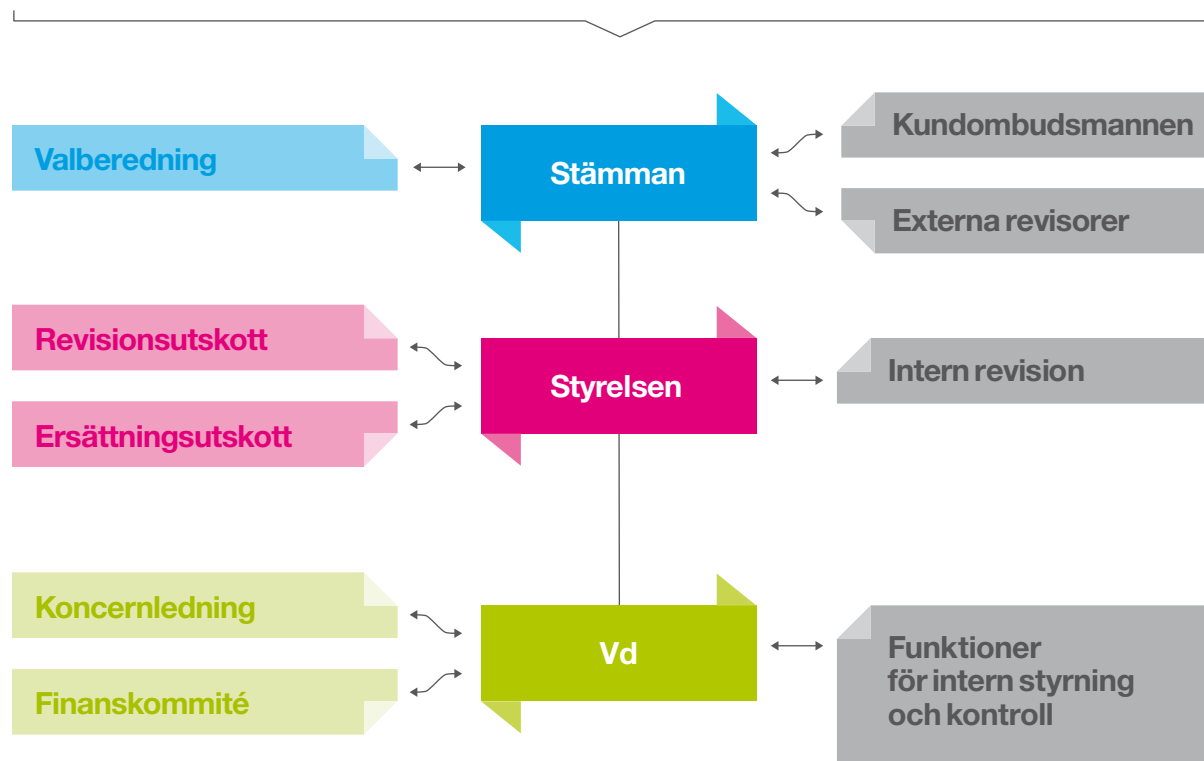 Valberedning
Stämman
Kundombudsmannen
Externa revisorer
Revisionsutskott
Ersättningsutskott
Styrelsen
Intern revision
Koncernledning
Finanskommité
Vd
Funktioner
för intern styrning
och kontroll